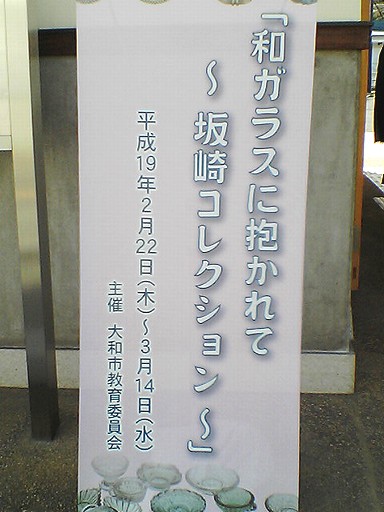 「和ガラスに抱かれて
～坂崎コレクション～」
平成19年2月22日(木)～3月14日(水)
主催 大和市教育委員会